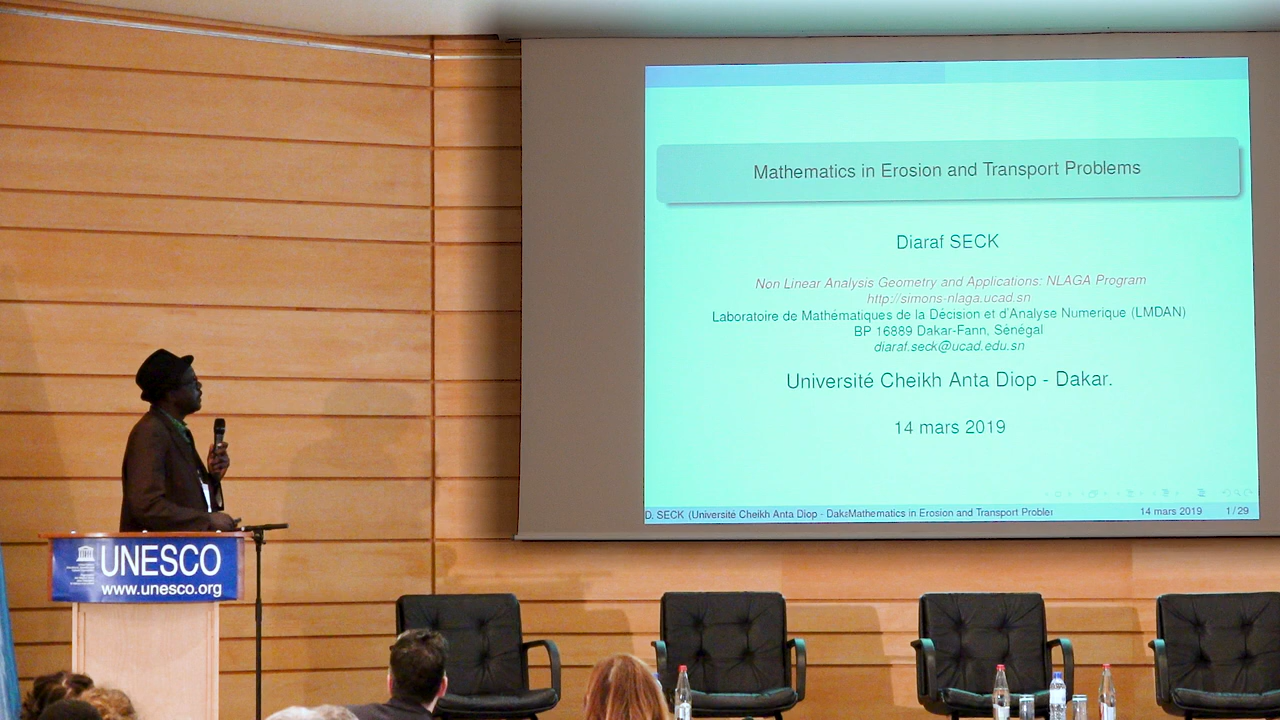 Mathematics in Erosion and Transport Problems
Diaraf SECK
Non Linear Analysis Geometry and Applications: NLAGA Program
http://simons-nlaga.ucad.sn
Laboratoire de Mathématiques de la Décision et d'Analyse Numerique (LMDAN)
BP 16889 Dakar-Fann, Sénégal
diaraf.seck@ucad.edu.sn
Université Cheikh Anta Diop - Dakar.
14 mars 2019
D. SECK (Université Cheikh Anta Diop - Daka Mathematics in Erosion and Transport Problem 14 mars 2019 1 / 29
UNESCO
www.unesco.org